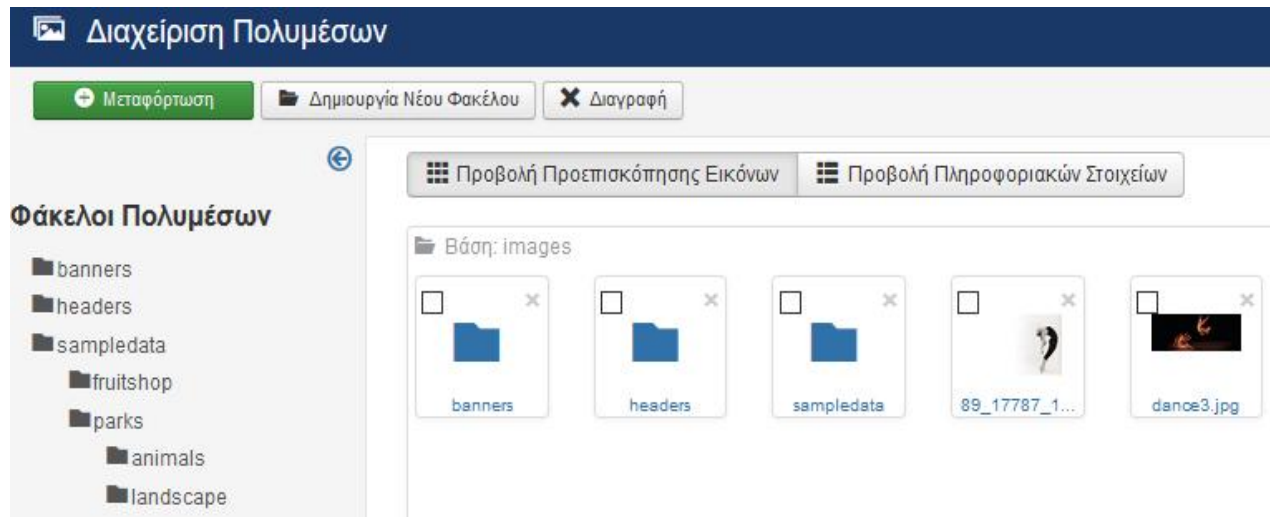 Διαχείριση Πολυμέσων
Μεταφόρτωση Δημιουργία Νέου Φακέλου Διαγραφή
Προβολή Προεπισκόπησης Εικόνων Προβολή Πληροφοριακών Στοιχείων
Φάκελοι Πολυμέσων
banners
headers
sampledata
fruitshop
parks
animals
landscape
Βάση: images
banners headers sampledata 89_17787_1... dance3.jpg